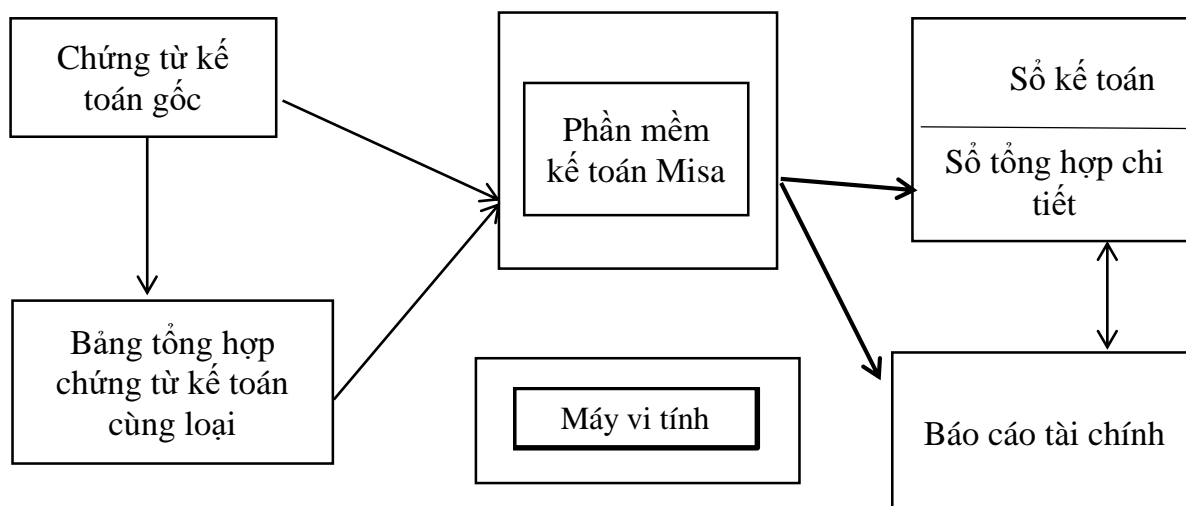 Chứng từ kế
toán gốc
Phần mềm
kế toán Misa
Sổ kế toán
Sổ tổng hợp chi
tiết
Bảng tổng hợp
chứng từ kế toán
cùng loại
Máy vi tính
Báo cáo tài chính